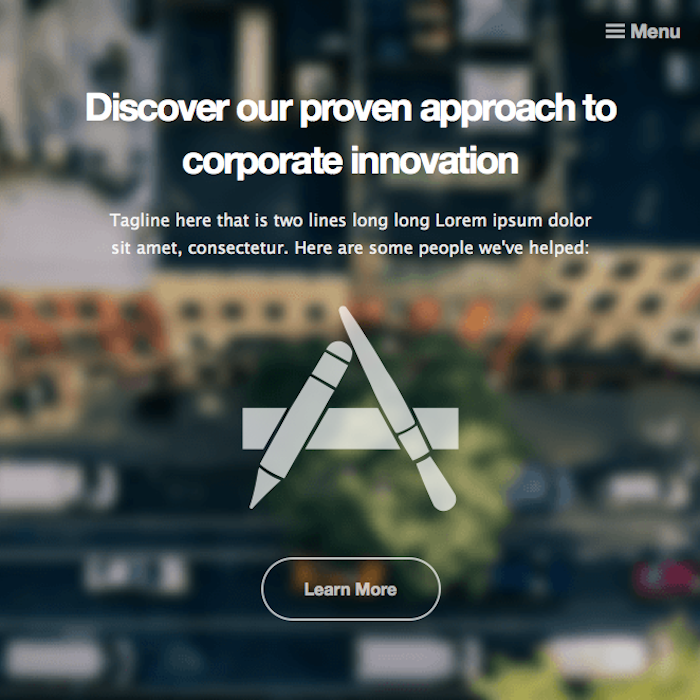 Menu
Discover our proven approach to
corporate innovation
Tagline here that is two lines long long Lorem ipsum dolor
sit amet, consectetur. Here are some people we've helped:
Learn More